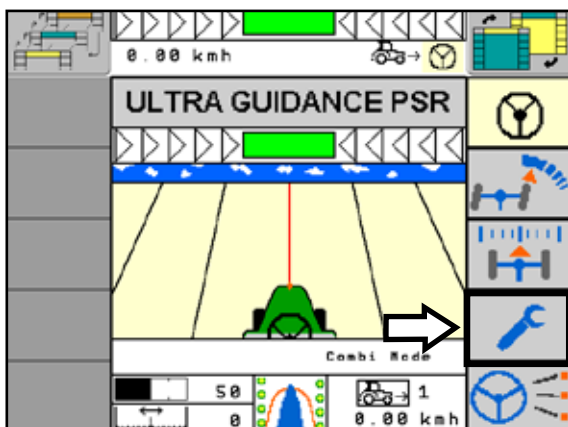 0.00 kmh
ULTRA GUIDANCE PSR
Combi Mode
50
1
0
0.00 kmh